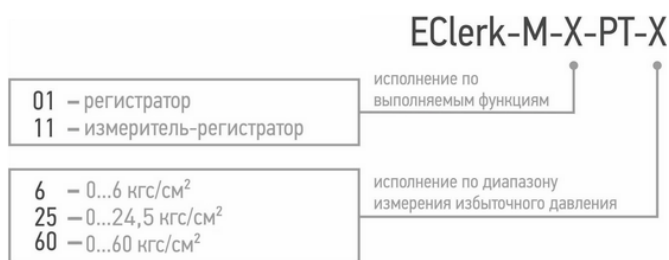 EClerk-M-X-PT-X
исполнение по
выполняемым функциям
01 – регистратор
11 – измеритель-регистратор
исполнение по диапазону
измерения избыточного давления
6 – 0...6 кгс/см²
25 – 0...24,5 кгс/см²
60 – 0...60 кгс/см²